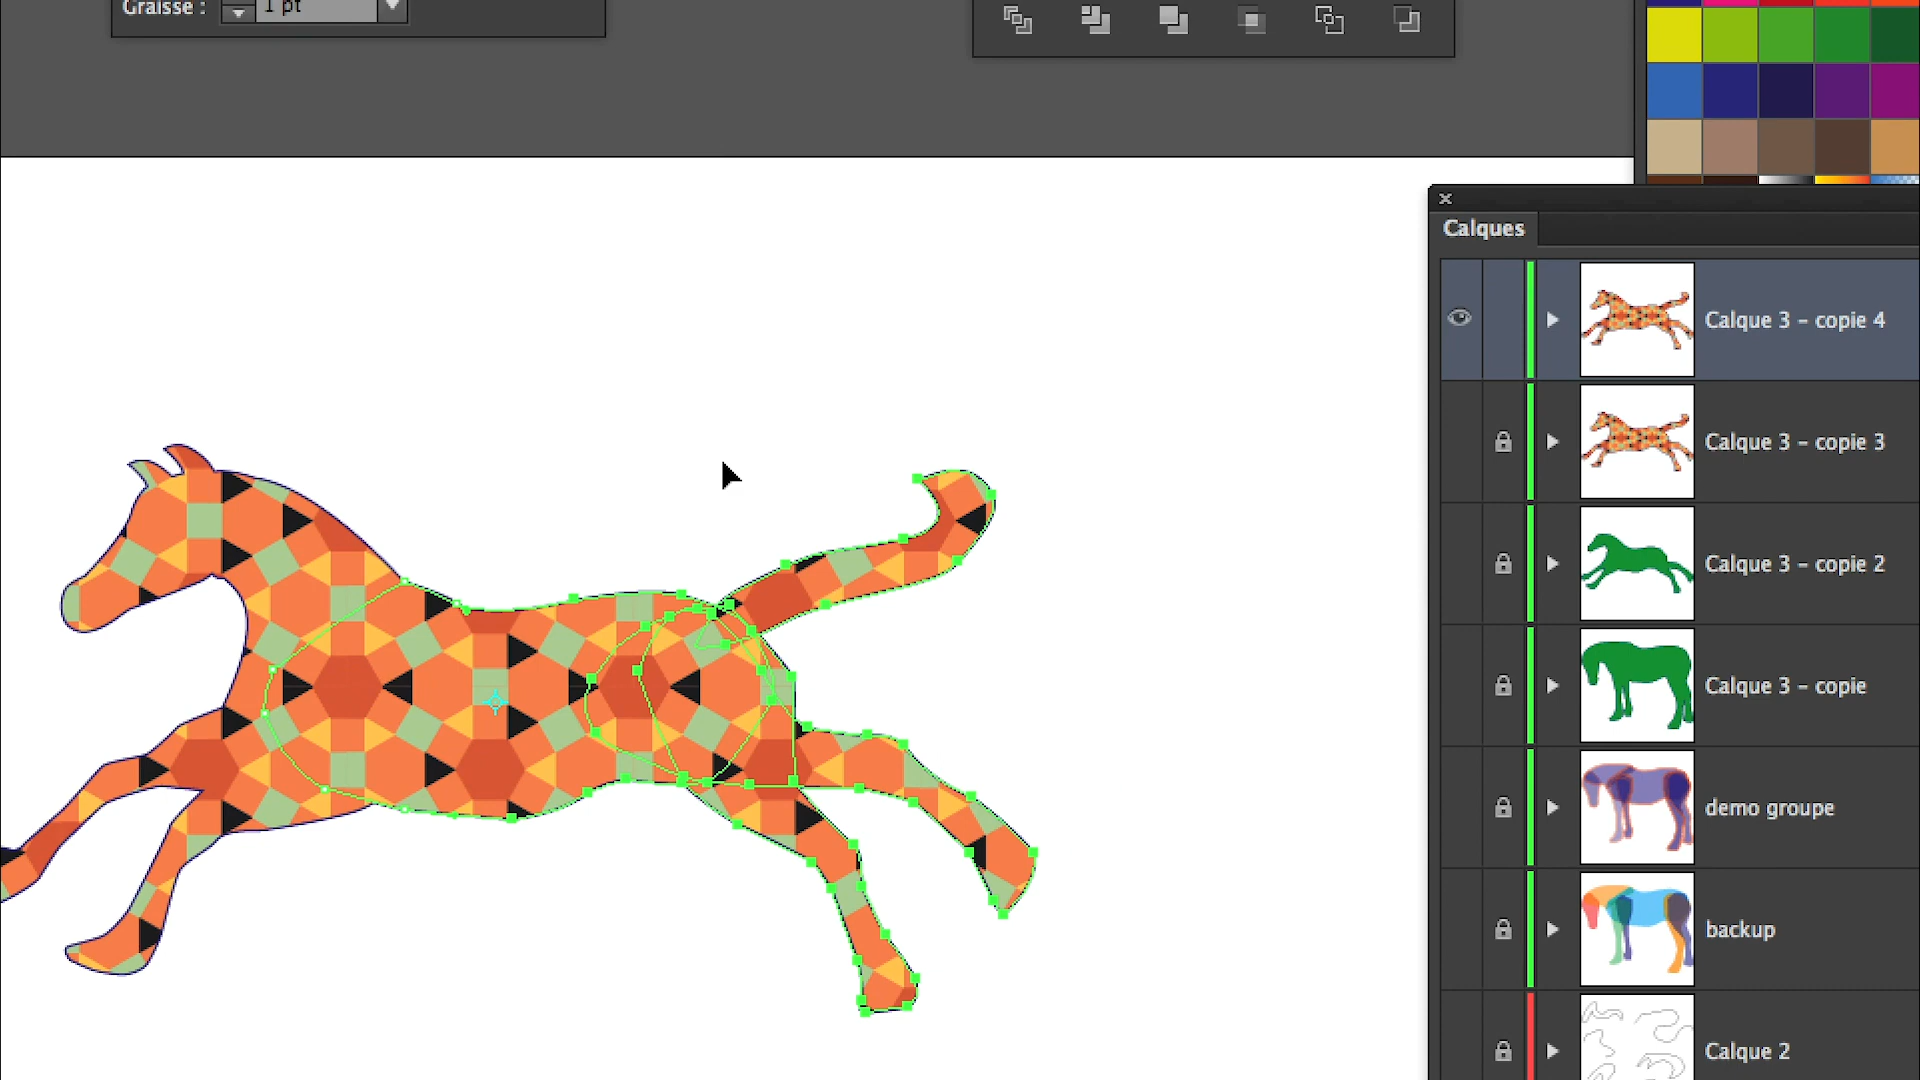 Graisse :
1 pt
Calques
Calque 3 – copie 4
Calque 3 – copie 3
Calque 3 – copie 2
Calque 3 – copie
demo groupe
backup
Calque 2